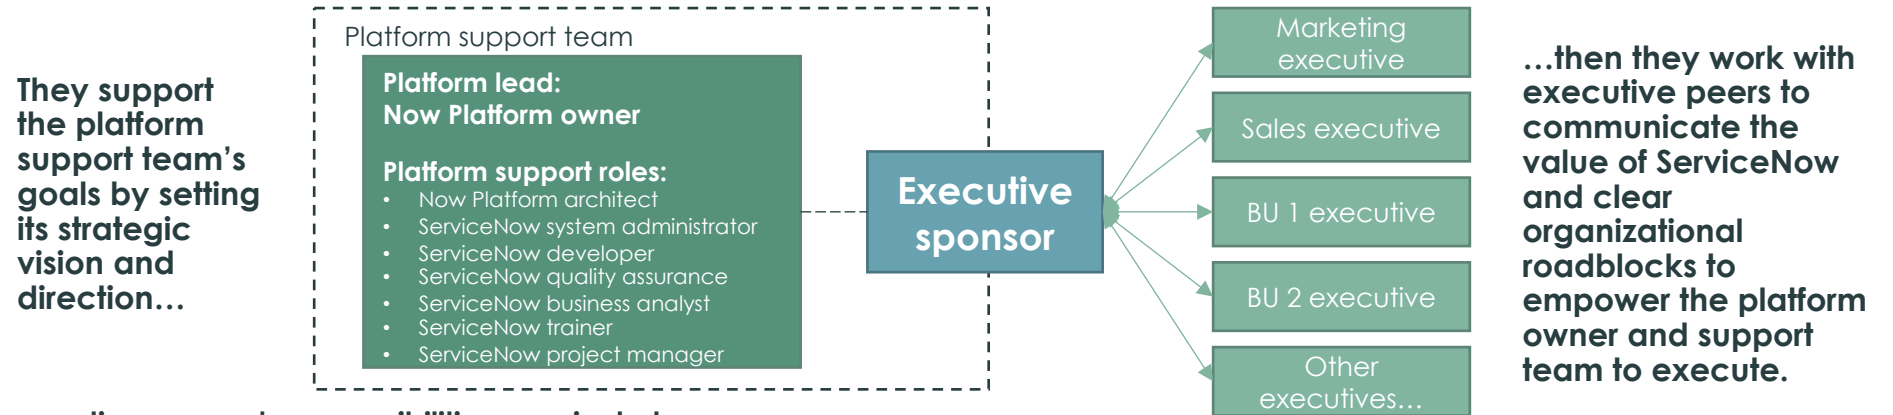 They support
the platform
support team’s
goals by setting
its strategic
vision and
direction…
Platform support team
Platform lead:
Now Platform owner
Platform support roles:
• Now Platform architect
• ServiceNow system administrator
• ServiceNow developer
• ServiceNow quality assurance
• ServiceNow business analyst
• ServiceNow trainer
• ServiceNow project manager
Executive
sponsor
Marketing
executive
Sales executive
BU 1 executive
BU 2 executive
Other
executives…
…then they work with
executive peers to
communicate the
value of ServiceNow
and clear
organizational
roadblocks to
empower the platform
owner and support
team to execute.